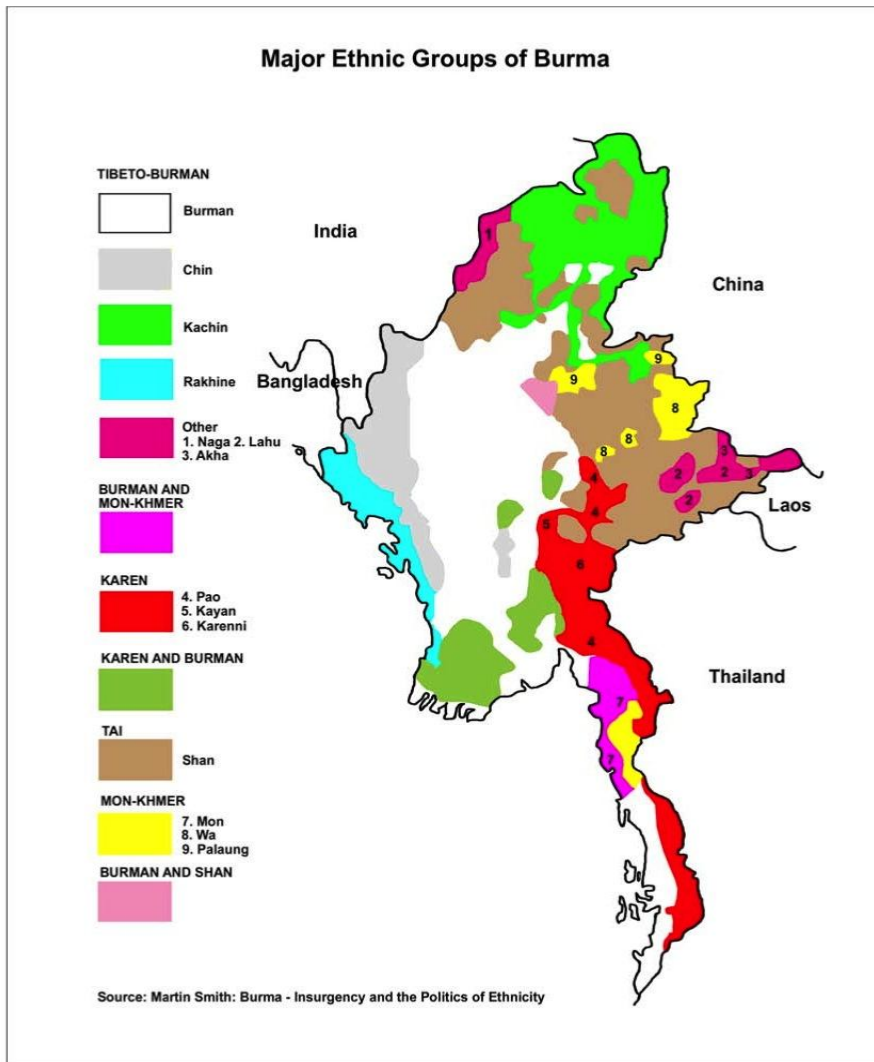 Major Ethnic Groups of Burma
TIBETO-BURMAN
Burman
Chin
Kachin
Rakhine
Other
1. Naga 2. Lahu
3. Akha
BURMAN AND
MON-KHMER
KAREN
4. Pao
5. Kayan
6. Karenni
KAREN AND BURMAN
TAI
Shan
MON-KHMER
7. Mon
8. Wa
9. Palaung
BURMAN AND SHAN
India
China
Bangladesh
Laos
Thailand
1
9
9
8
8
8
3
2
2
3
2
4
4
5
6
4
7
7
Source: Martin Smith: Burma - Insurgency and the Politics of Ethnicity